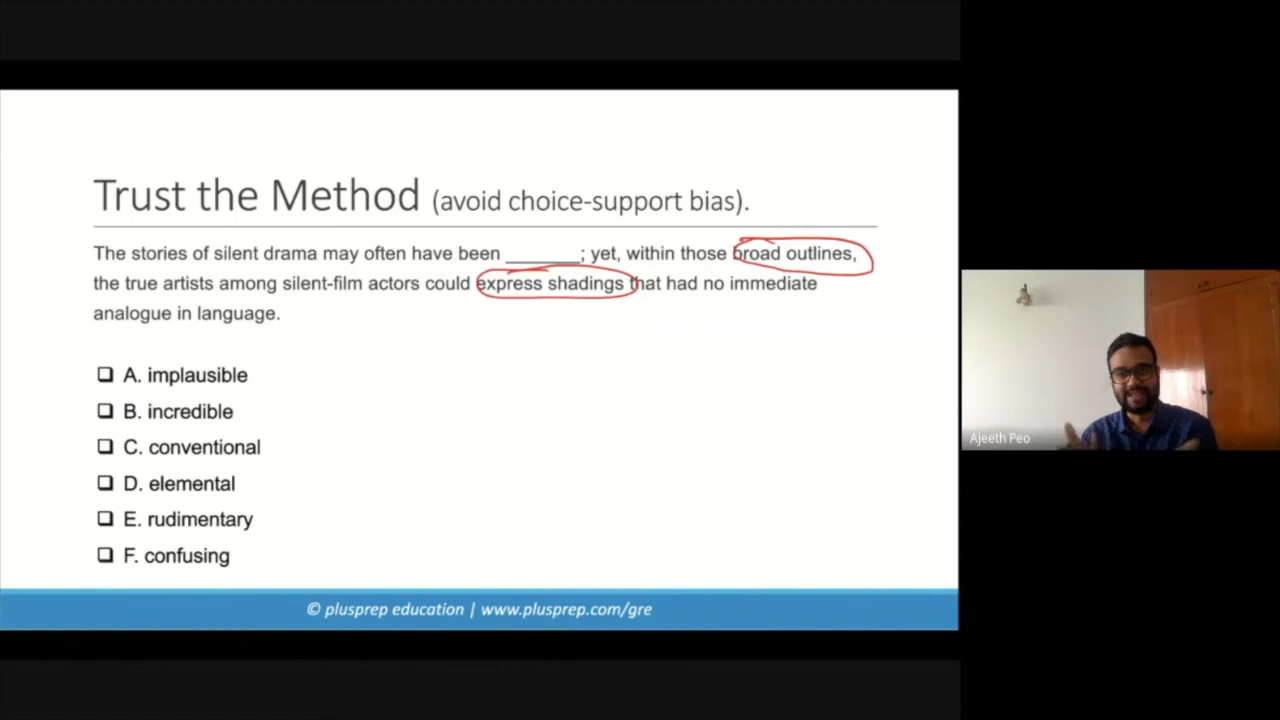 Trust the Method (avoid choice-support bias).
The stories of silent drama may often have been _______; yet, within those broad outlines,
the true artists among silent-film actors could express shadings that had no immediate
analogue in language.
❑ A. implausible
❑ B. incredible
❑ C. conventional
❑ D. elemental
❑ E. rudimentary
❑ F. confusing
© plusprep education | www.plusprep.com/gre
Ajeeth Peo